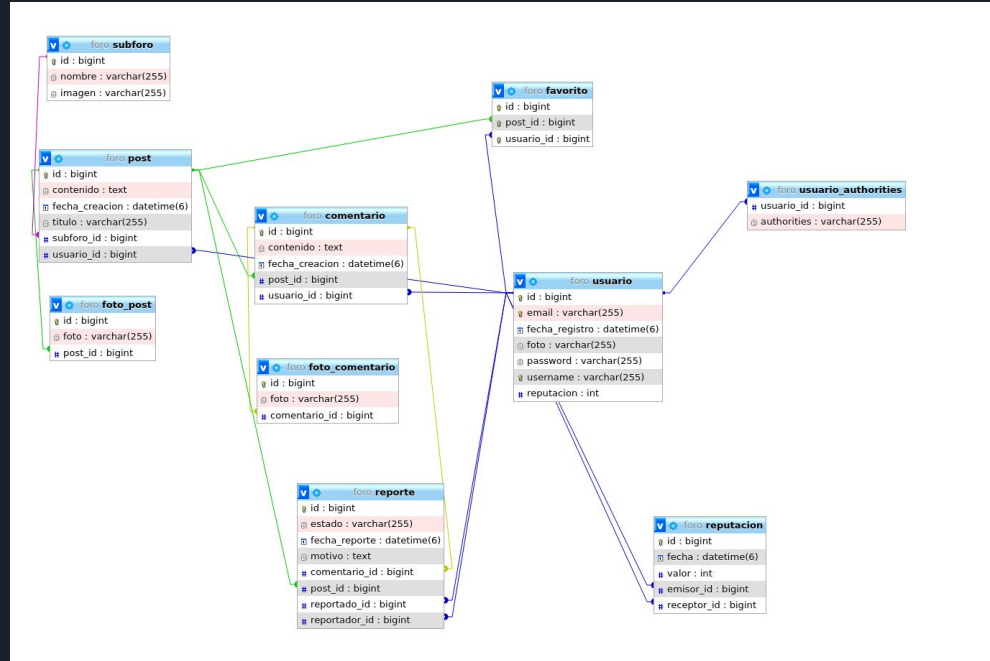 foro subforo
id : bigint
nombre : varchar(255)
imagen : varchar(255)
foro favorito
id : bigint
post_id : bigint
usuario_id : bigint
foro post
id : bigint
contenido : text
fecha_creacion : datetime(6)
titulo : varchar(255)
subforo_id : bigint
usuario_id : bigint
foro usuario_authorities
usuario_id : bigint
authorities : varchar(255)
foro comentario
id : bigint
contenido : text
fecha_creacion : datetime(6)
post_id : bigint
usuario_id : bigint
foro usuario
id : bigint
email : varchar(255)
fecha_registro : datetime(6)
foto : varchar(255)
password : varchar(255)
username : varchar(255)
reputacion : int
foro foto_post
id : bigint
foto : varchar(255)
post_id : bigint
foro foto_comentario
id : bigint
foto : varchar(255)
comentario_id : bigint
foro reporte
id : bigint
estado : varchar(255)
fecha_reporte : datetime(6)
motivo : text
comentario_id : bigint
post_id : bigint
reportado_id : bigint
reportador_id : bigint
foro reputacion
id : bigint
fecha : datetime(6)
valor : int
emisor_id : bigint
receptor_id : bigint